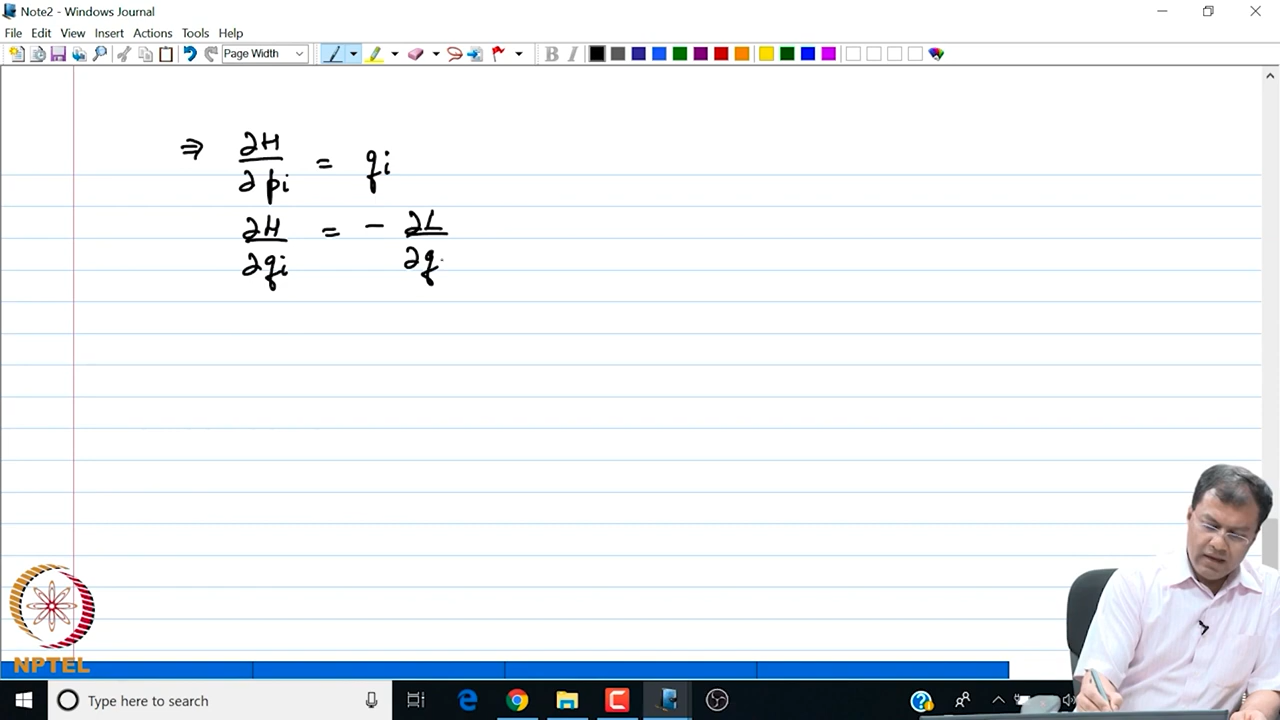 Note2 - Windows Journal
File Edit View Insert Actions Tools Help
Page Width B I
⇒ ∂H/∂pi = qi
∂H/∂qi = - ∂L/∂q
NPTEL
Type here to search